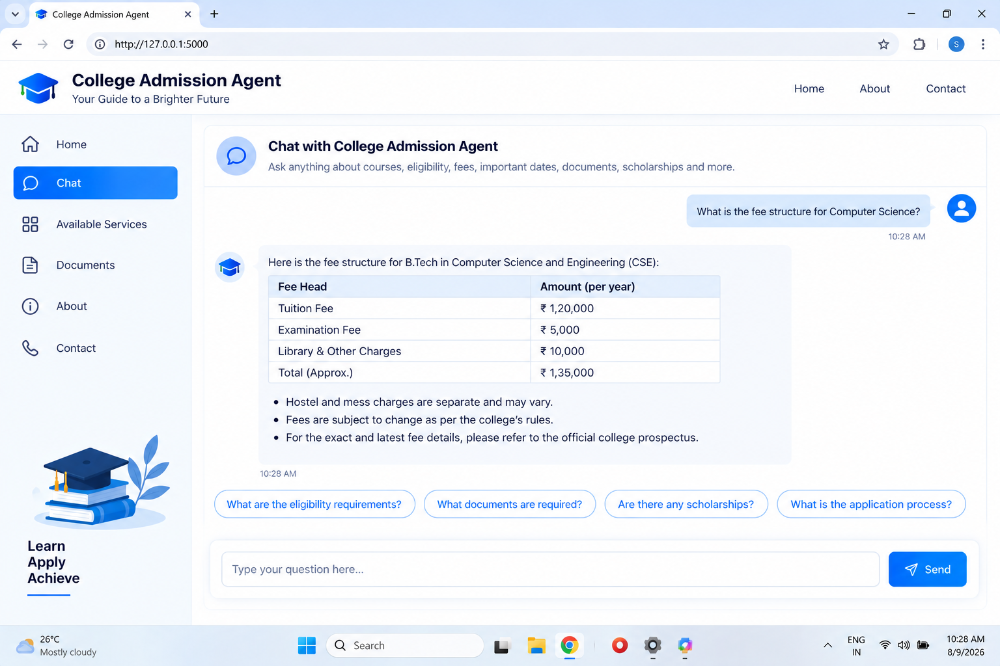 College Admission Agent
http://127.0.0.1:5000
S
College Admission Agent
Your Guide to a Brighter Future
Home
About
Contact
Home
Chat
Available Services
Documents
About
Contact
Learn
Apply
Achieve
Chat with College Admission Agent
Ask anything about courses, eligibility, fees, important dates, documents, scholarships and more.
What is the fee structure for Computer Science?
10:28 AM
Here is the fee structure for B.Tech in Computer Science and Engineering (CSE):
Fee Head Amount (per year)
Tuition Fee ₹ 1,20,000
Examination Fee ₹ 5,000
Library & Other Charges ₹ 10,000
Total (Approx.) ₹ 1,35,000
• Hostel and mess charges are separate and may vary.
• Fees are subject to change as per the college’s rules.
• For the exact and latest fee details, please refer to the official college prospectus.
10:28 AM
What are the eligibility requirements?
What documents are required?
Are there any scholarships?
What is the application process?
Type your question here...
Send
26°C
Mostly cloudy
Search
ENG
IN
10:28 AM
8/9/2026